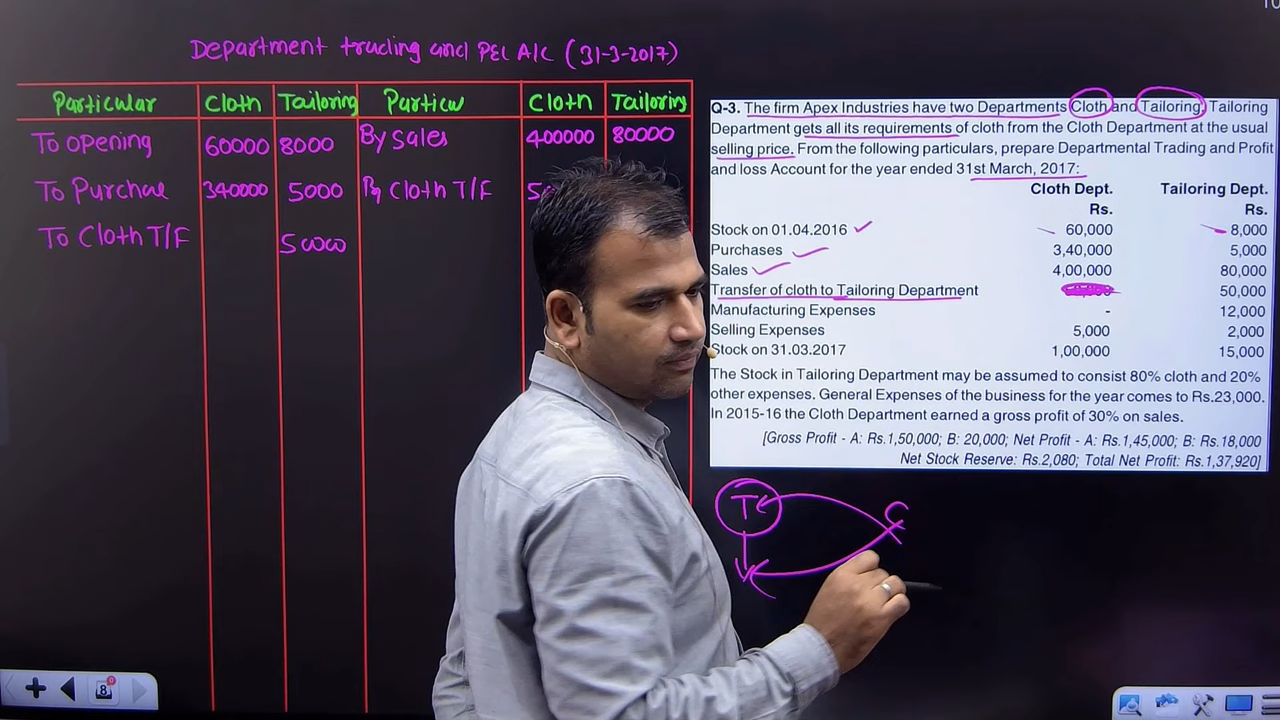 Department trading and P&L A/C (31-3-2017)
Particular Cloth Tailoring Particu Cloth Tailoring
To opening 60000 8000 By Sales 400000 80000
To Purchae 340000 5000 By Cloth T/F
To Cloth T/F 50000
Q-3. The firm Apex Industries have two Departments Cloth and Tailoring. Tailoring
Department gets all its requirements of cloth from the Cloth Department at the usual
selling price. From the following particulars, prepare Departmental Trading and Profit
and loss Account for the year ended 31st March, 2017:
Cloth Dept. Tailoring Dept.
Rs. Rs.
Stock on 01.04.2016 60,000 8,000
Purchases 3,40,000 5,000
Sales 4,00,000 80,000
Transfer of cloth to Tailoring Department 50,000
Manufacturing Expenses - 12,000
Selling Expenses 5,000 2,000
Stock on 31.03.2017 1,00,000 15,000
The Stock in Tailoring Department may be assumed to consist 80% cloth and 20%
other expenses. General Expenses of the business for the year comes to Rs.23,000.
In 2015-16 the Cloth Department earned a gross profit of 30% on sales.
[Gross Profit - A: Rs.1,50,000; B: 20,000; Net Profit - A: Rs.1,45,000; B: Rs.18,000
Net Stock Reserve: Rs.2,080; Total Net Profit: Rs.1,37,920]
T C
8